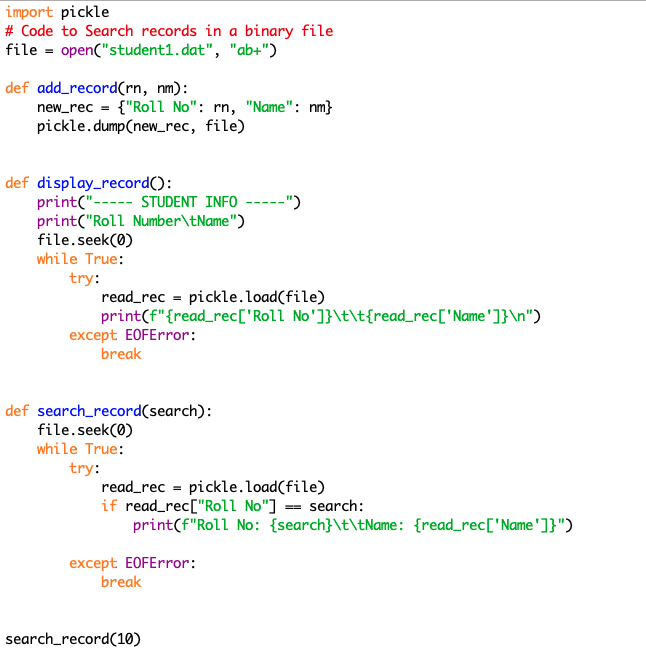 import pickle
# Code to Search records in a binary file
file = open("student1.dat", "ab+")

def add_record(rn, nm):
    new_rec = {"Roll No": rn, "Name": nm}
    pickle.dump(new_rec, file)


def display_record():
    print("----- STUDENT INFO -----")
    print("Roll Number\tName")
    file.seek(0)
    while True:
        try:
            read_rec = pickle.load(file)
            print(f"{read_rec['Roll No']}\t\t{read_rec['Name']}\n")
        except EOFError:
            break


def search_record(search):
    file.seek(0)
    while True:
        try:
            read_rec = pickle.load(file)
            if read_rec["Roll No"] == search:
                print(f"Roll No: {search}\t\tName: {read_rec['Name']}")

        except EOFError:
            break


search_record(10)